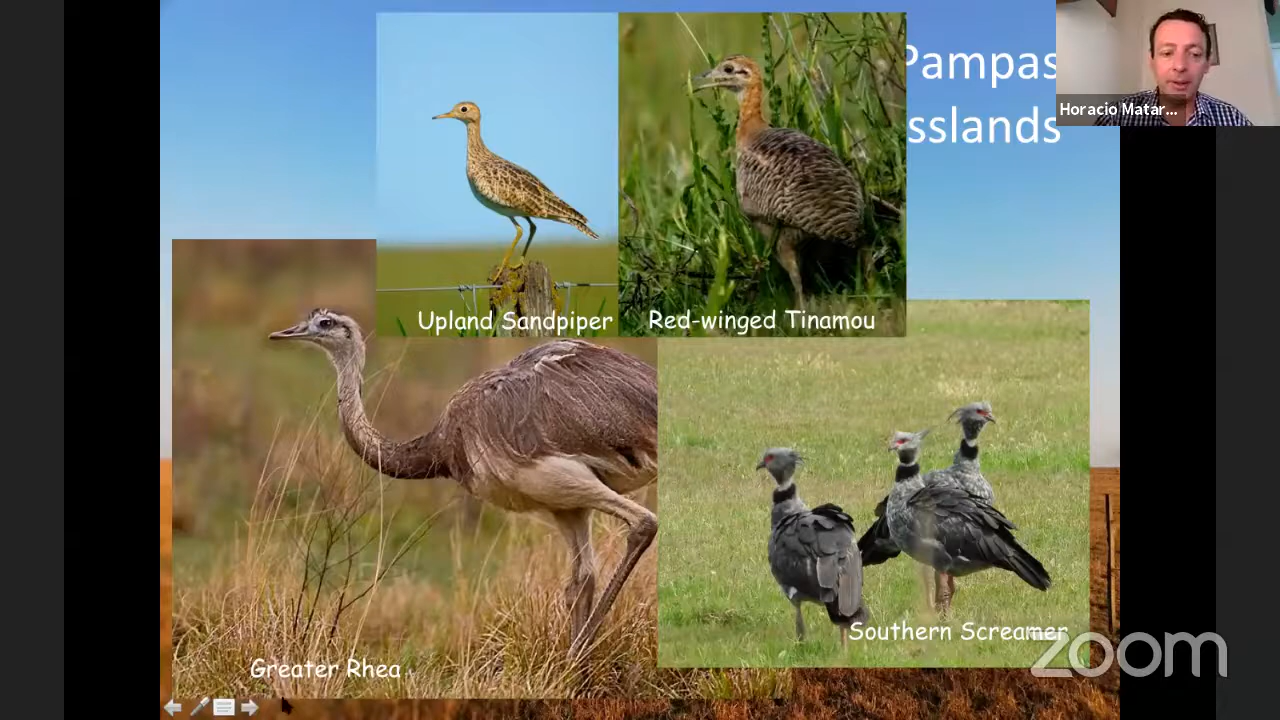 Pampas
sslands
Horacio Matar...
Upland Sandpiper
Red-winged Tinamou
Southern Screamer
Greater Rhea
zoom